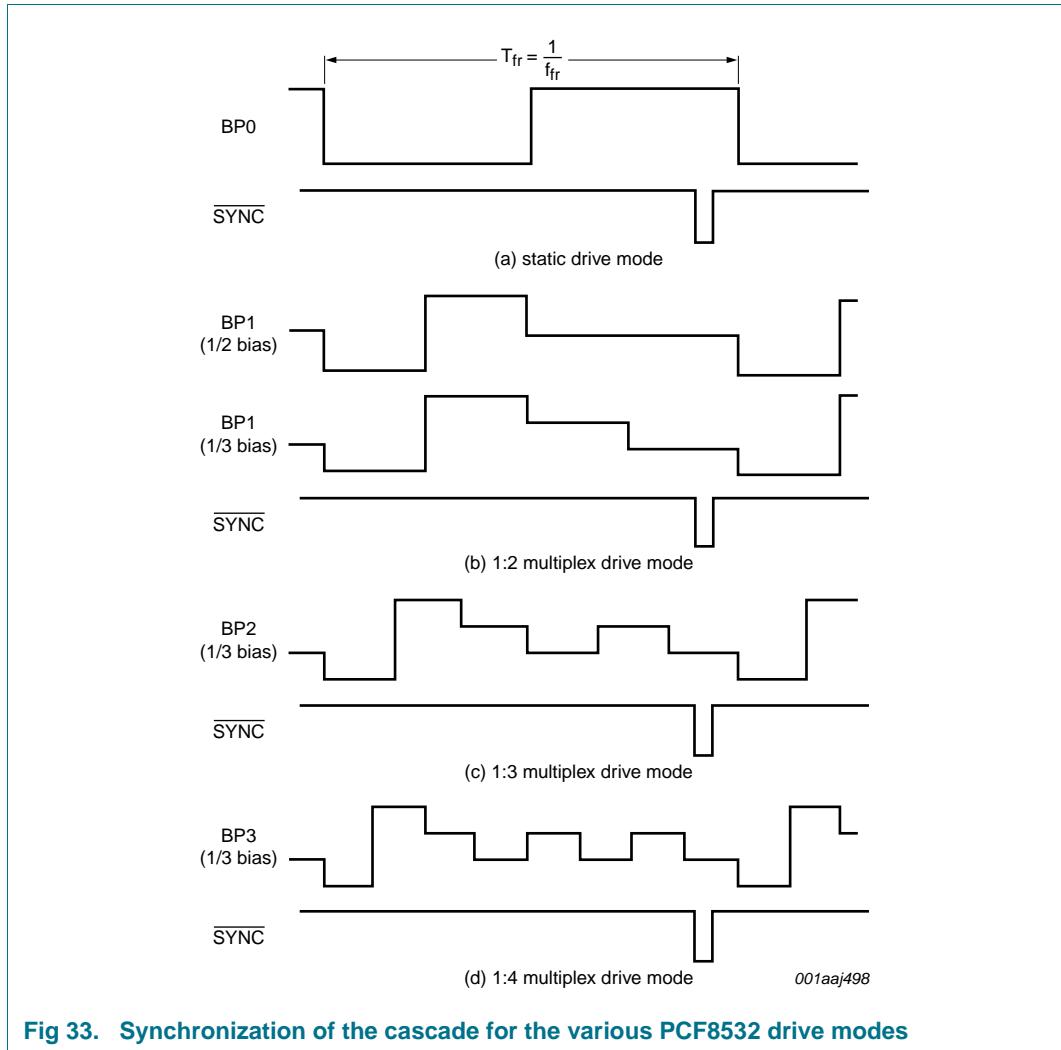 Tfr = 1/ffr
BP0
SYNC
(a) static drive mode
BP1
(1/2 bias)
BP1
(1/3 bias)
SYNC
(b) 1:2 multiplex drive mode
BP2
(1/3 bias)
SYNC
(c) 1:3 multiplex drive mode
BP3
(1/3 bias)
SYNC
(d) 1:4 multiplex drive mode
001aaj498
Fig 33. Synchronization of the cascade for the various PCF8532 drive modes